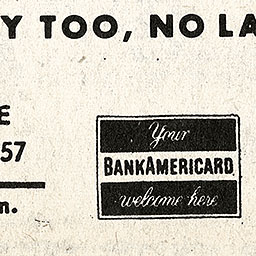 Y TOO, NO LA
E
57
n.
Your
BANKAMERICARD
welcome here